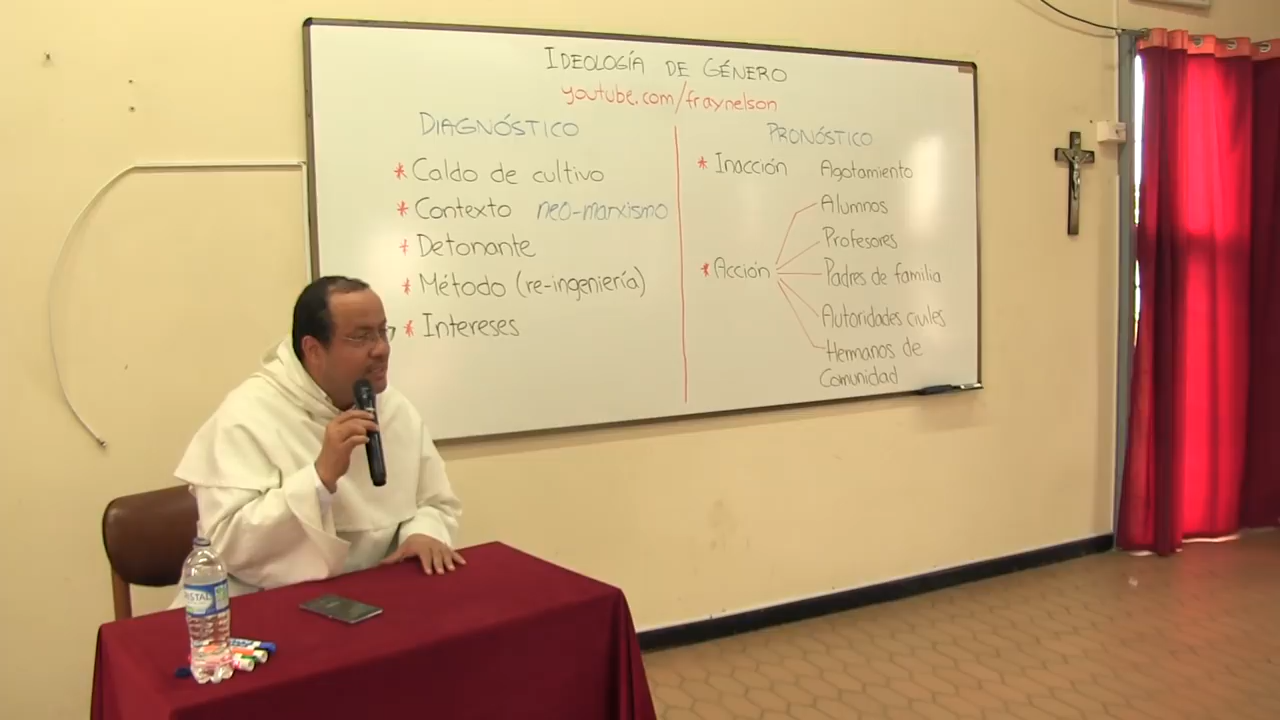 IDEOLOGÍA DE GÉNERO
youtube.com/fraynelson
DIAGNÓSTICO
* Caldo de cultivo
* Contexto neo-marxismo
* Detonante
* Método (re-ingeniería)
* Intereses
PRONÓSTICO
* Inacción Agotamiento
* Acción
Alumnos
Profesores
Padres de familia
Autoridades civiles
Hermanos de
Comunidad